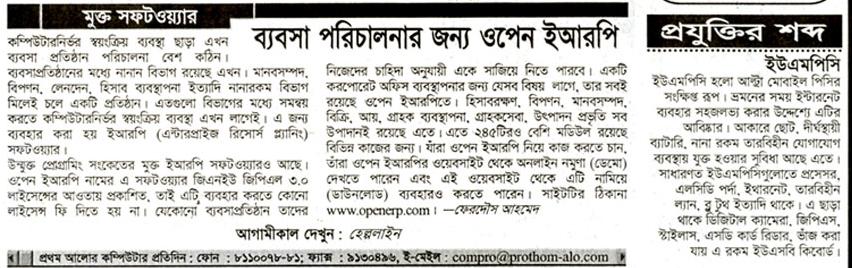 মুক্ত সফটওয়্যার
ব্যবসা পরিচালনার জন্য ওপেন ইআরপি
কম্পিউটারনির্ভর স্বয়ংক্রিয় ব্যবস্থা ছাড়া এখন
ব্যবসা প্রতিষ্ঠান পরিচালনা বেশ কঠিন।
ব্যবসাপ্রতিষ্ঠানের মধ্যে নানান বিভাগ রয়েছে এখন। মানবসম্পদ,
বিপণন, লেনদেন, হিসাব ব্যবস্থাপনা ইত্যাদি নানারকম বিভাগ
মিলেই চলে একটি প্রতিষ্ঠান। এতগুলো বিভাগের মধ্যে সমন্বয়
করতে কম্পিউটারনির্ভর স্বয়ংক্রিয় ব্যবস্থা এখন লাগেই। এ জন্য
ব্যবহার করা হয় ইআরপি (এন্টারপ্রাইজ রিসোর্স প্ল্যানিং)
সফটওয়্যার।
উন্মুক্ত প্রোগ্রামিং সংকেতের মুক্ত ইআরপি সফটওয়্যারও আছে।
ওপেন ইআরপি নামের এ সফটওয়্যার জিএনইউ জিপিএল ৩.০
লাইসেন্সের আওতায় প্রকাশিত, তাই এটি ব্যবহার করতে কোনো
লাইসেন্স ফি দিতে হয় না। যেকোনো ব্যবসাপ্রতিষ্ঠান তাদের
নিজেদের চাহিদা অনুযায়ী একে সাজিয়ে নিতে পারবে। একটি
করপোরেট অফিস ব্যবস্থাপনার জন্য যেসব বিষয় লাগে, তার সবই
রয়েছে ওপেন ইআরপিতে। হিসাবরক্ষণ, বিপণন, মানবসম্পদ,
বিক্রি, আয়, গ্রাহক ব্যবস্থাপনা, গ্রাহকসেবা, উৎপাদন প্রভৃতি সব
উপাদানই রয়েছে এতে। এতে ২৪৫টিরও বেশি মডিউল রয়েছে
বিভিন্ন কাজের জন্য। যাঁরা ওপেন ইআরপি নিয়ে কাজ করতে চান,
তাঁরা ওপেন ইআরপির ওয়েবসাইট থেকে অনলাইন নমুণা (ডেমো)
দেখতে পারেন এবং এই ওয়েবসাইট থেকে এটি নামিয়ে
(ডাউনলোড) ব্যবহারও করতে পারেন। সাইটটির ঠিকানা
www.openerp.com। —ফেরদৌস আহমেদ
আগামীকাল দেখুন : হেল্পলাইন
প্রথম আলোর কম্পিউটার প্রতিদিন : ফোন : ৮১১০০৭৮-৮১; ফ্যাক্স : ৯১৩০৪৯৬, ই-মেইল : compro@prothom-alo.com
প্রযুক্তির শব্দ
ইউএমপিসি
ইউএমপিসি হলো আল্ট্রা মোবাইল পিসির
সংক্ষিপ্ত রূপ। ভ্রমনের সময় ইন্টারনেট
ব্যবহার সহজলভ্য করার উদ্দেশ্যে এটির
আবিষ্কার। আকারে ছোট, দীর্ঘস্থায়ী
ব্যাটারি, নানা রকম তারবিহীন যোগাযোগ
ব্যবস্থায় যুক্ত হওয়ার সুবিধা আছে এতে।
সাধারণত ইউএমপিসিগুলোতে প্রসেসর,
এলসিডি পর্দা, ইথারনেট, তারবিহীন
ল্যান, ব্লু টুথ ইত্যাদি থাকে। এ ছাড়া
থাকে ডিজিটাল ক্যামেরা, জিপিএস,
স্টাইলাস, এসডি কার্ড রিডার, ভাঁজ করা
যায় এ রকম ইউএসবি কিবোর্ড।